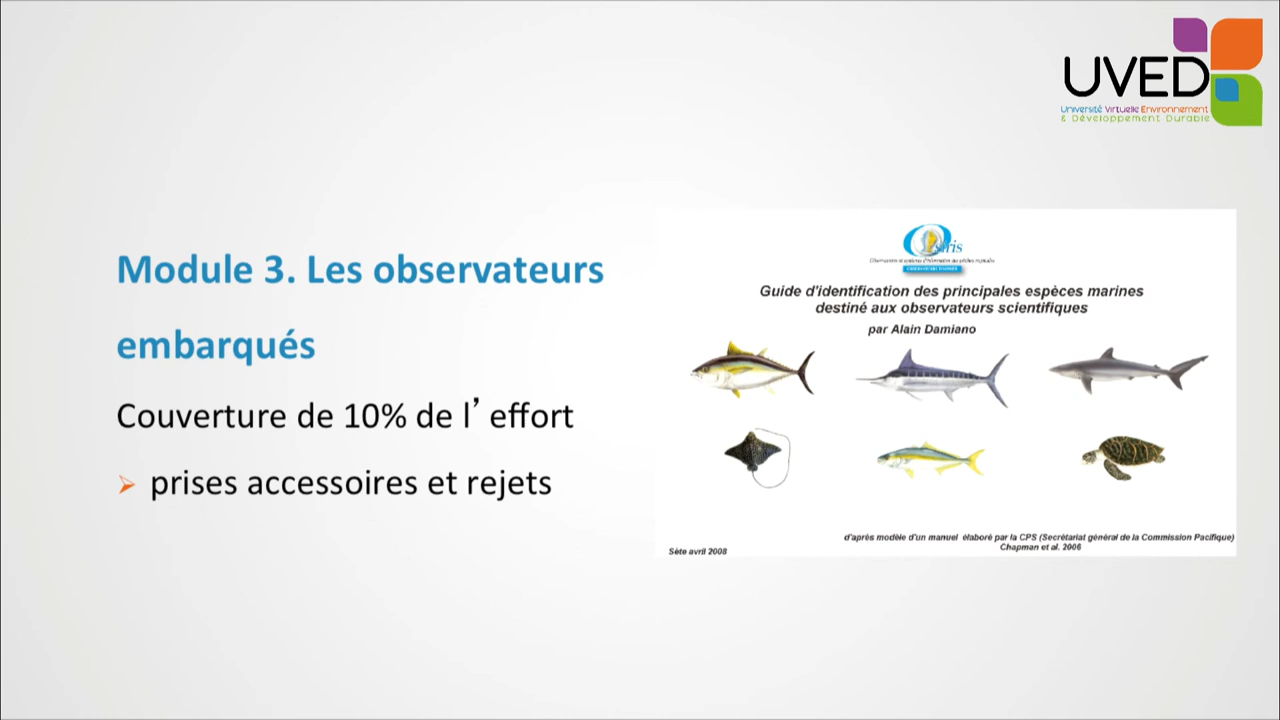 UVED
Université Virtuelle Environnement
& Développement Durable
Module 3. Les observateurs
embarqués
Couverture de 10% de l’effort
prises accessoires et rejets
Osiris
Guide d'identification des principales espèces marines
destiné aux observateurs scientifiques
par Alain Damiano
d'après modèle d'un manuel élaboré par la CPS (Secrétariat général de la Commission Pacifique)
Chapman et al. 2006
Sète avril 2008